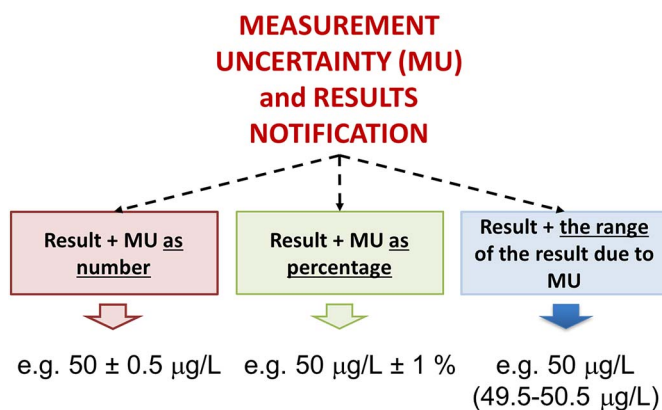 MEASUREMENT
UNCERTAINTY (MU)
and RESULTS
NOTIFICATION
Result + MU as
number
Result + MU as
percentage
Result + the range
of the result due to
MU
e.g. 50 ± 0.5 µg/L
e.g. 50 µg/L ± 1 %
e.g. 50 µg/L
(49.5-50.5 µg/L)